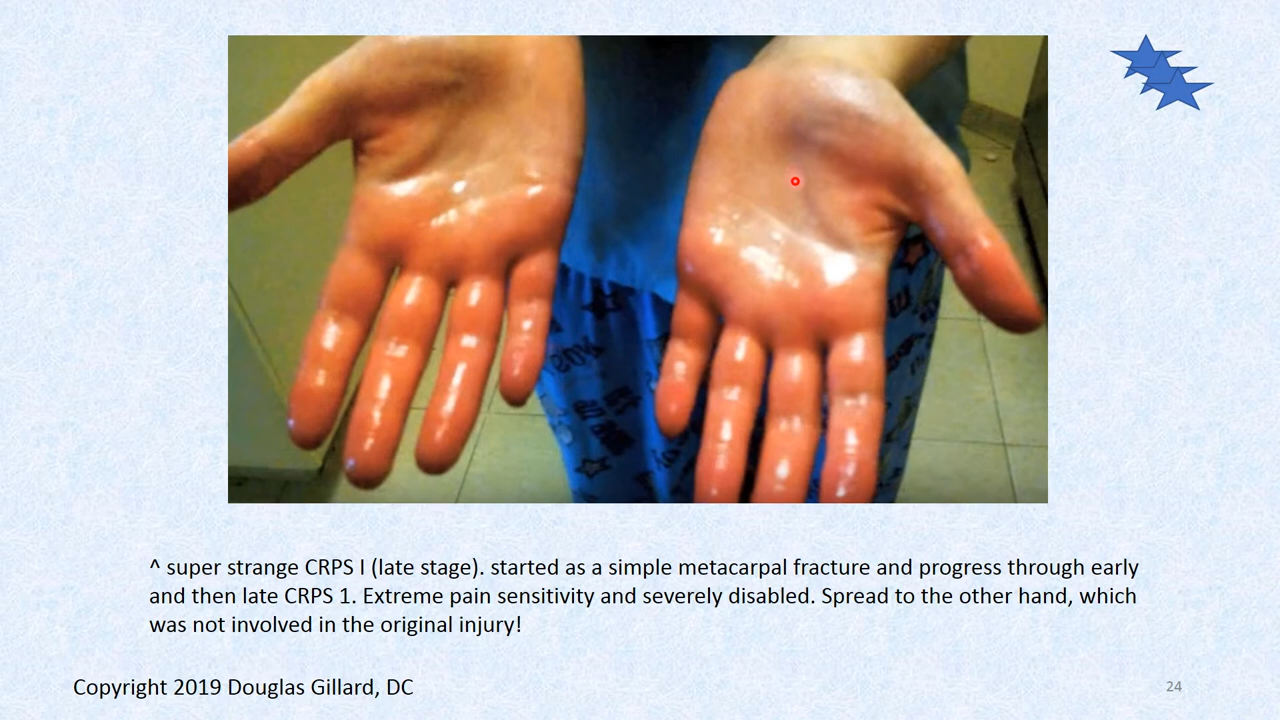 ^ super strange CRPS I (late stage). started as a simple metacarpal fracture and progress through early
and then late CRPS 1. Extreme pain sensitivity and severely disabled. Spread to the other hand, which
was not involved in the original injury!
Copyright 2019 Douglas Gillard, DC
24